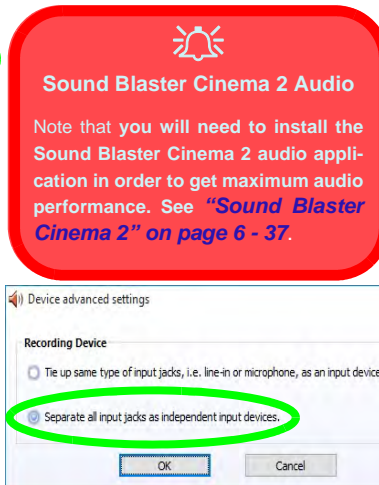 Sound Blaster Cinema 2 Audio
Note that you will need to install the
Sound Blaster Cinema 2 audio appli-
cation in order to get maximum audio
performance. See “Sound Blaster
Cinema 2” on page 6 - 37.
Device advanced settings
Recording Device
Tie up same type of input jacks, i.e. line-in or microphone, as an input device
Separate all input jacks as independent input devices.
OK Cancel